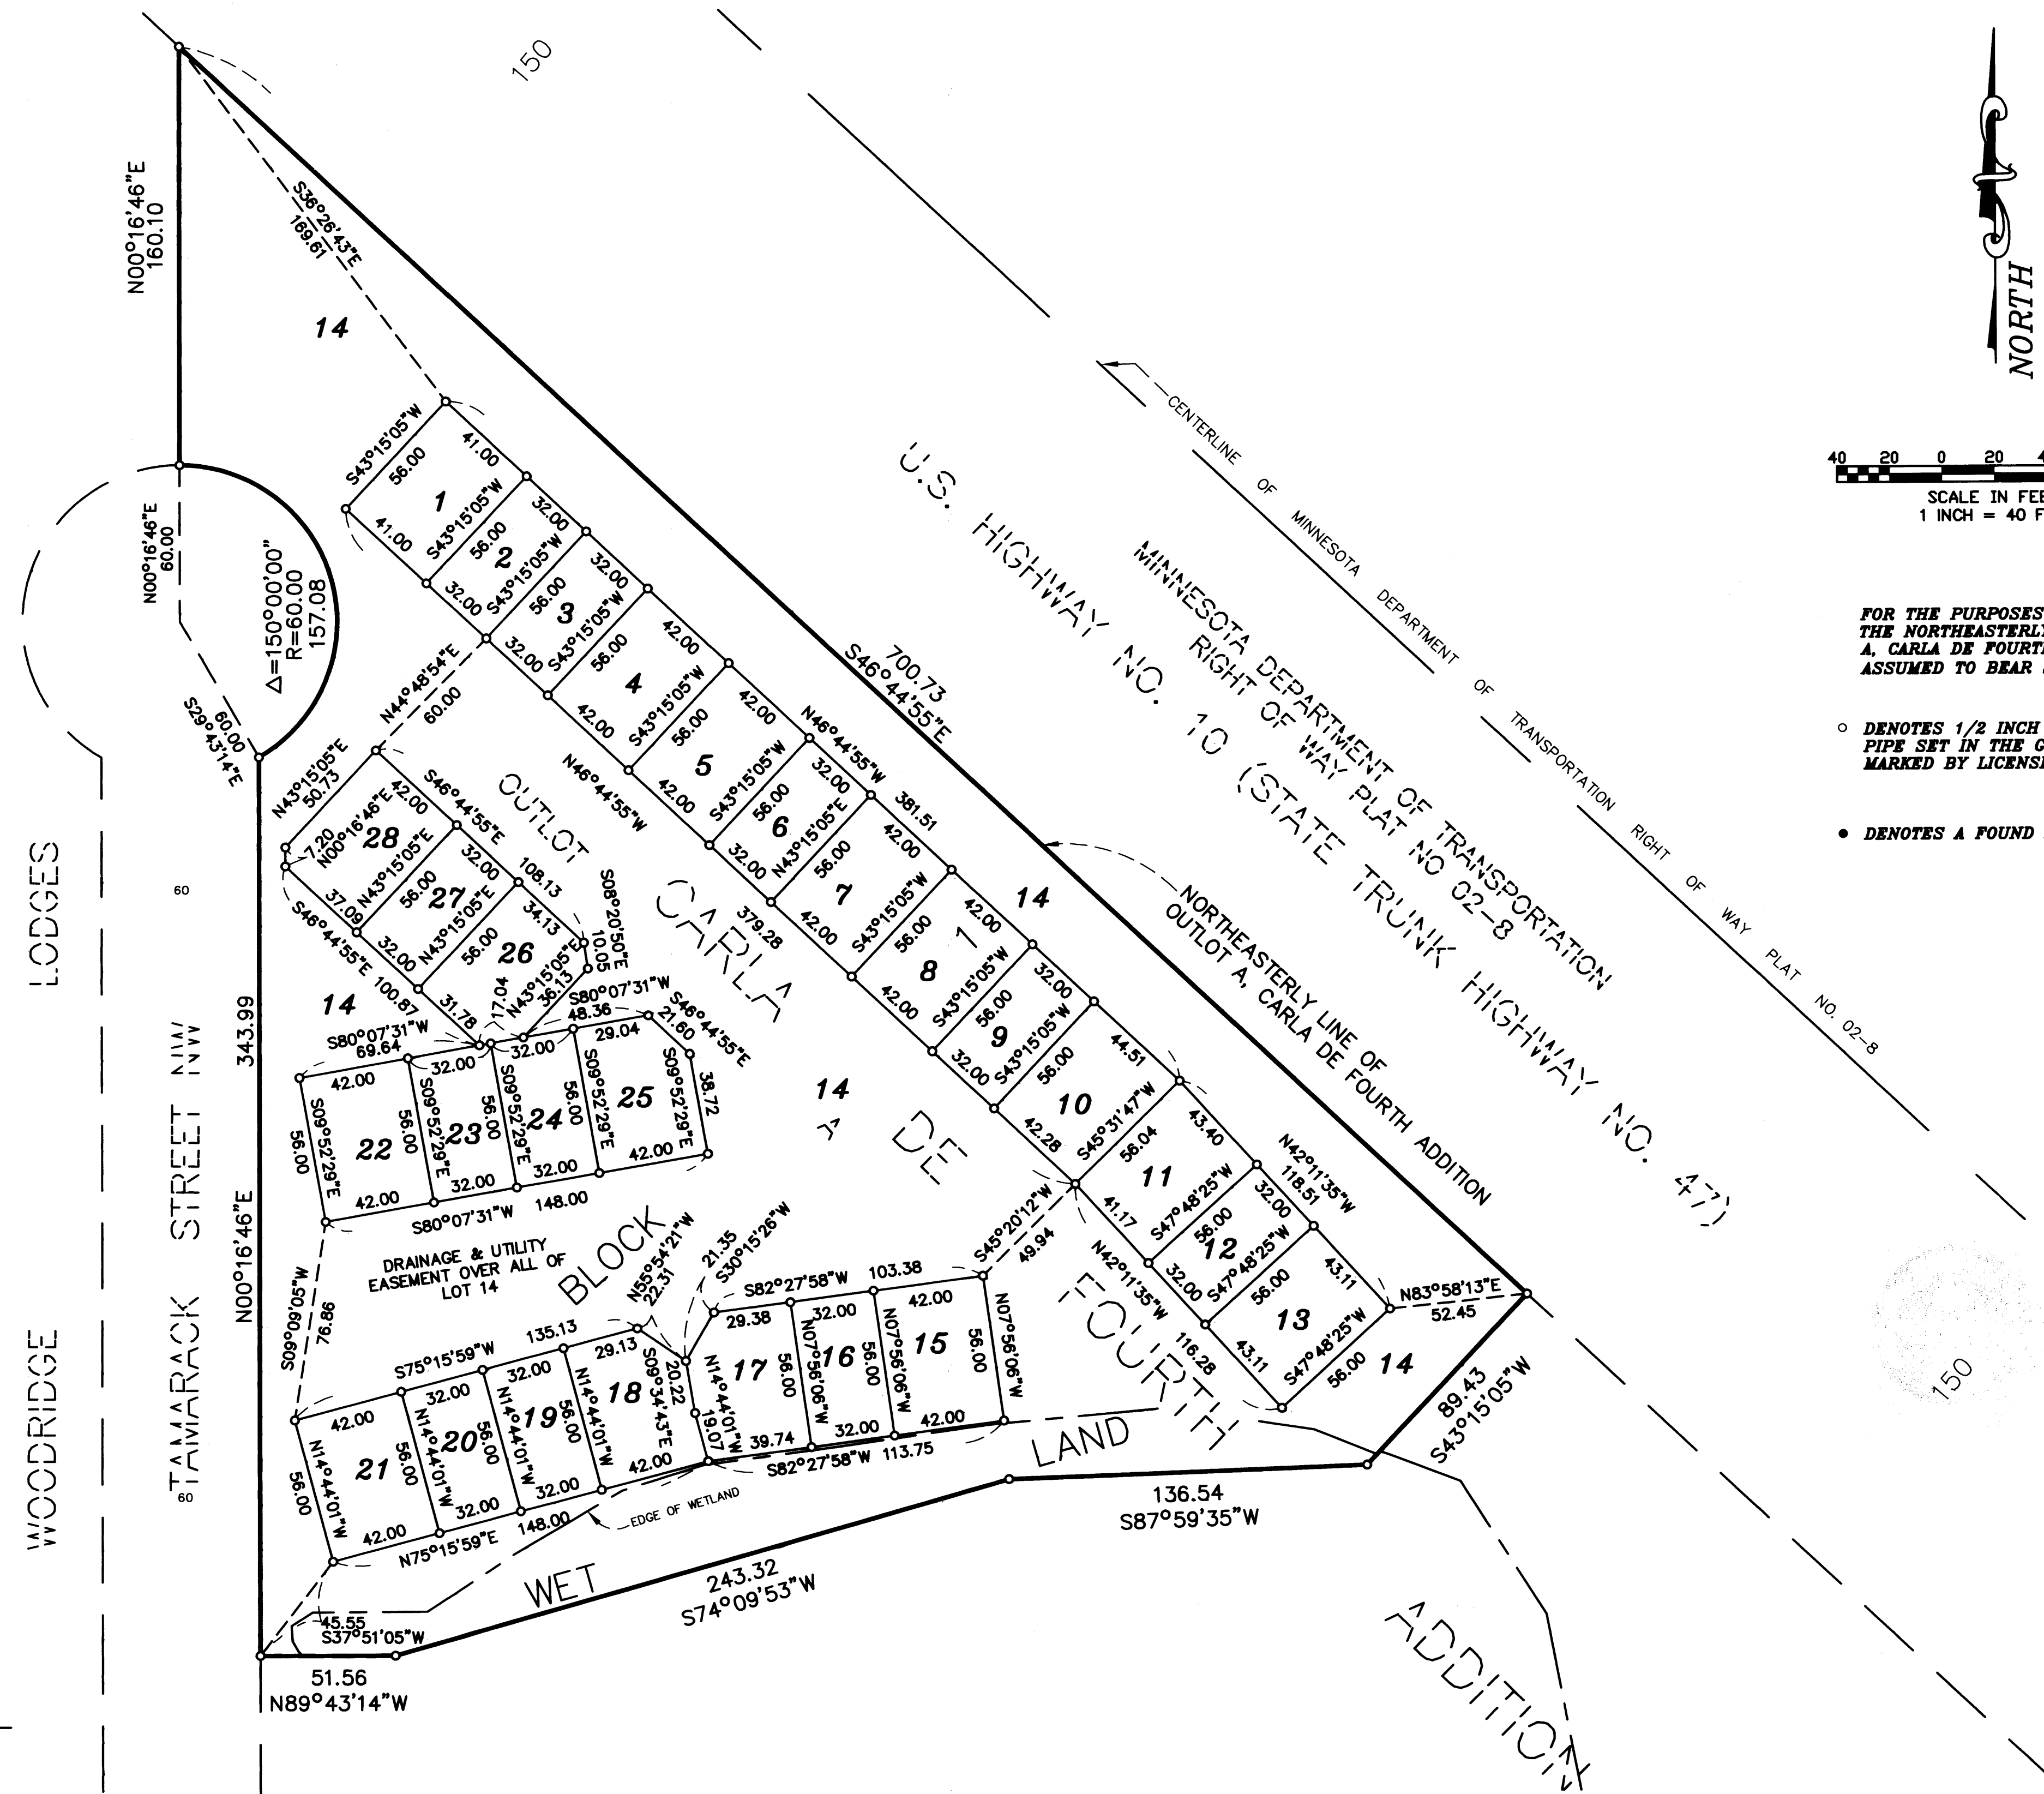 150
NORTH
N00°16'46"E
160.10
S36°26'43"E
169.61
14
40 20 0 20
SCALE IN FEE
1 INCH = 40 F
CENTERLINE OF MINNESOTA DEPARTMENT OF TRANSPORTATION RIGHT OF WAY PLAT NO. 02-8
U.S. HIGHWAY NO. 10 (STATE TRUNK HIGHWAY NO. 47)
MINNESOTA DEPARTMENT OF TRANSPORTATION
RIGHT OF WAY PLAT NO 02-8
FOR THE PURPOSES
THE NORTHEASTERLY
A, CARLA DE FOURT
ASSUMED TO BEAR
DENOTES 1/2 INCH
PIPE SET IN THE G
MARKED BY LICENS
DENOTES A FOUND
N00°16'46"E
60.00
Δ=150°00'00"
R=60.00
157.08
60.00
S29°43'14"E
700.73
S46°44'55"E
S43°15'05"W
56.00
41.00
1
41.00
S43°15'05"W
56.00
32.00
2
32.00
S43°15'05"W
56.00
32.00
3
32.00
S43°15'05"W
56.00
42.00
4
42.00
S43°15'05"W
56.00
42.00
5
42.00
S43°15'05"W
56.00
N46°44'55"W
32.00
6
32.00
N43°15'05"E
56.00
381.51
42.00
7
42.00
S43°15'05"W
56.00
42.00
8
42.00
S43°15'05"W
56.00
32.00
9
32.00
S43°15'05"W
56.00
44.51
10
42.28
S45°31'47"W
56.04
43.40
11
41.17
S47°48'25"W
56.00
N42°11'35"W
118.51
32.00
12
32.00
S47°48'25"W
56.00
43.11
13
43.11
S47°48'25"W
56.00
N46°44'55"W
379.28
N42°11'35"W
116.28
N83°58'13"E
52.45
14
89.43
S43°15'05"W
14
NORTHEASTERLY LINE OF
OUTLOT A, CARLA DE FOURTH ADDITION
N44°48'54"E
60.00
N43°15'05"E
50.73
7.20
N00°16'46"E
42.00
28
37.09
N43°15'05"E
56.00
S46°44'55"E
108.13
32.00
27
32.00
N43°15'05"E
56.00
34.13
26
31.78
S46°44'55"E
100.87
S08°20'50"E
10.05
N43°15'05"E
36.13
17.04
14
S80°07'31"W
69.64
S80°07'31"W
48.36
S46°44'55"E
21.60
42.00
32.00
32.00
29.04
S09°52'29"E
56.00
22
S09°52'29"E
56.00
23
S09°52'29"E
56.00
24
S09°52'29"E
56.00
25
S09°52'29"E
38.72
42.00
32.00
32.00
42.00
S80°07'31"W
148.00
14
OUTLOT A
CARLA DE FOURTH ADDITION
BLOCK 1
DRAINAGE & UTILITY
EASEMENT OVER ALL OF
LOT 14
S09°09'05"W
76.86
N55°54'21"W
22.31
21.35
S30°15'26"W
S45°20'12"W
49.94
S82°27'58"W
103.38
29.38
32.00
42.00
17
N07°56'06"W
56.00
16
N07°56'06"W
56.00
15
N07°56'06"W
56.00
39.74
32.00
42.00
S82°27'58"W
113.75
S75°15'59"W
135.13
42.00
32.00
32.00
29.13
N14°44'01"W
56.00
21
N14°44'01"W
56.00
20
N14°44'01"W
56.00
19
N14°44'01"W
56.00
18
S09°34'43"E
20.22
N14°44'01"W
19.07
42.00
32.00
32.00
42.00
N75°15'59"E
148.00
EDGE OF WETLAND
WET LAND
45.55
S37°51'05"W
51.56
N89°43'14"W
243.32
S74°09'53"W
136.54
S87°59'35"W
N00°16'46"E
343.99
TAMARACK STREET NW
60
60
WOODRIDGE LODGES
150